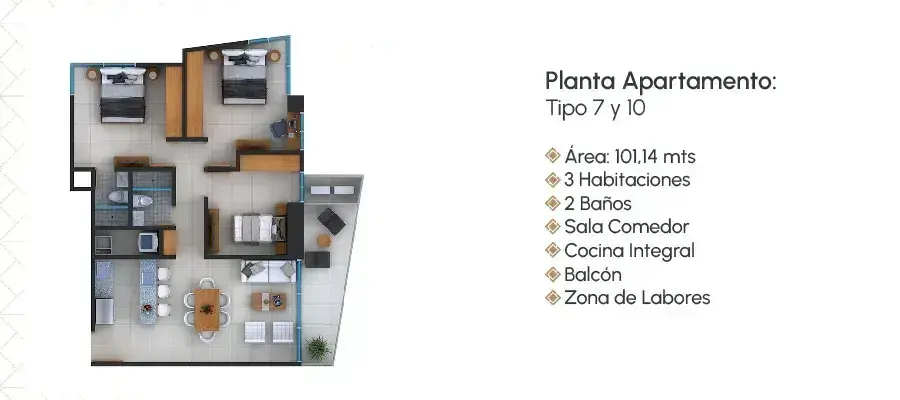 Planta Apartamento:
Tipo 7 y 10
Área: 101,14 mts
3 Habitaciones
2 Baños
Sala Comedor
Cocina Integral
Balcón
Zona de Labores